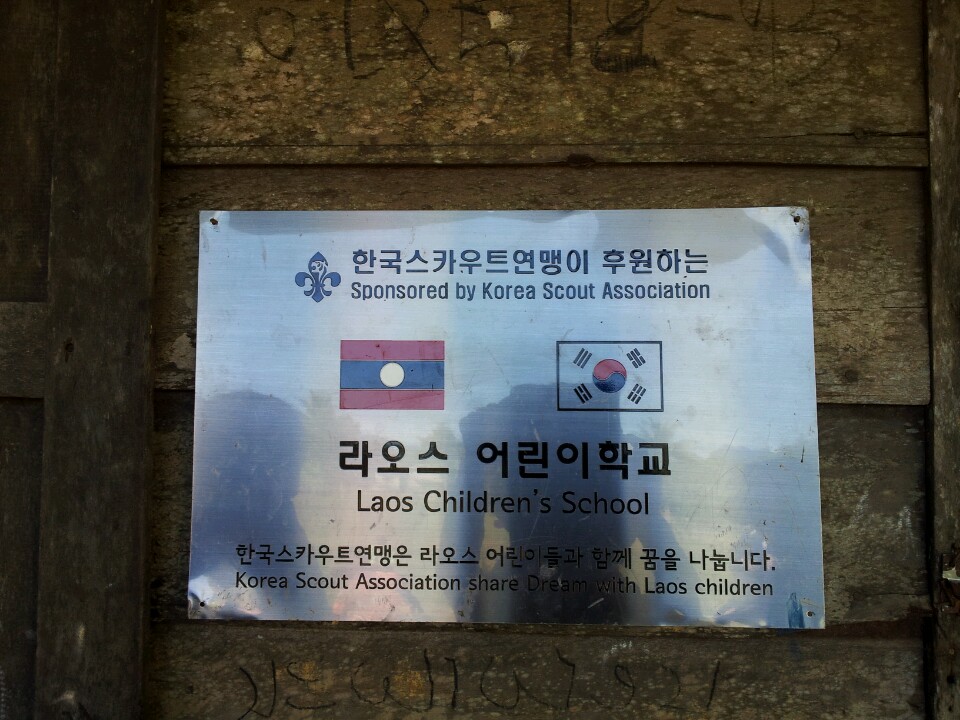 한국스카우트연맹이 후원하는
Sponsored by Korea Scout Association
라오스 어린이학교
Laos Children's School
한국스카우트연맹은 라오스 어린이들과 함께 꿈을 나눕니다.
Korea Scout Association share Dream with Laos children